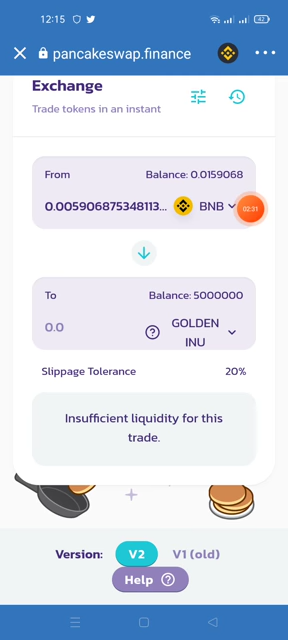 12:15
42
pancakeswap.finance
Exchange
Trade tokens in an instant
From
Balance: 0.0159068
0.005906875348113...
BNB
02:31
To
Balance: 5000000
0.0
GOLDEN
INU
Slippage Tolerance
20%
Insufficient liquidity for this
trade.
Version:
V2
V1 (old)
Help